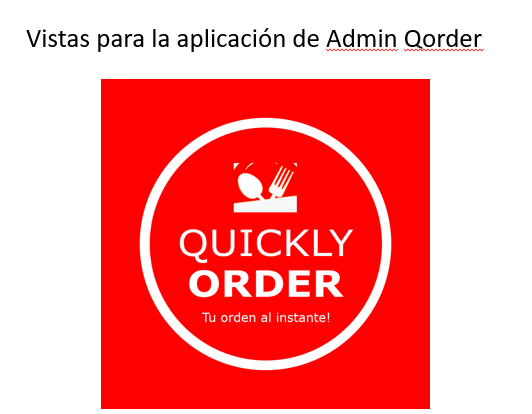 Vistas para la aplicación de Admin Qorder
QUICKLY
ORDER
Tu orden al instante!